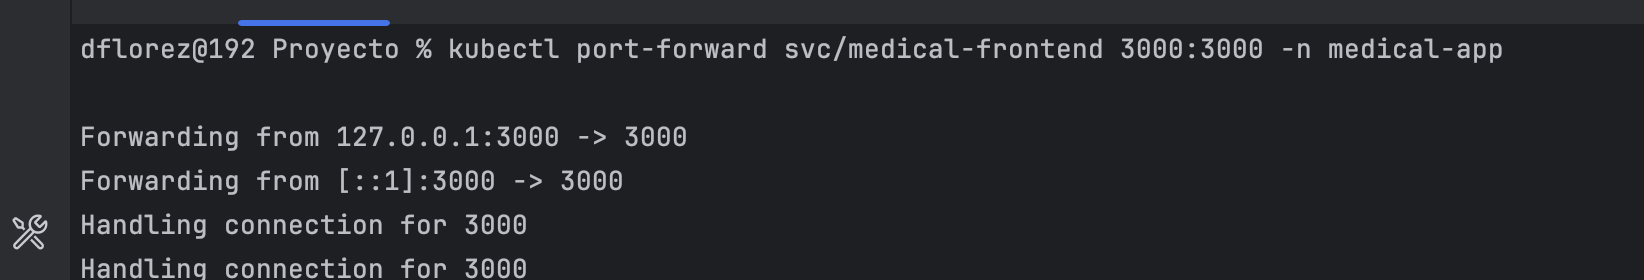 dflorez@192 Proyecto % kubectl port-forward svc/medical-frontend 3000:3000 -n medical-app
Forwarding from 127.0.0.1:3000 -> 3000
Forwarding from [::1]:3000 -> 3000
Handling connection for 3000
Handling connection for 3000